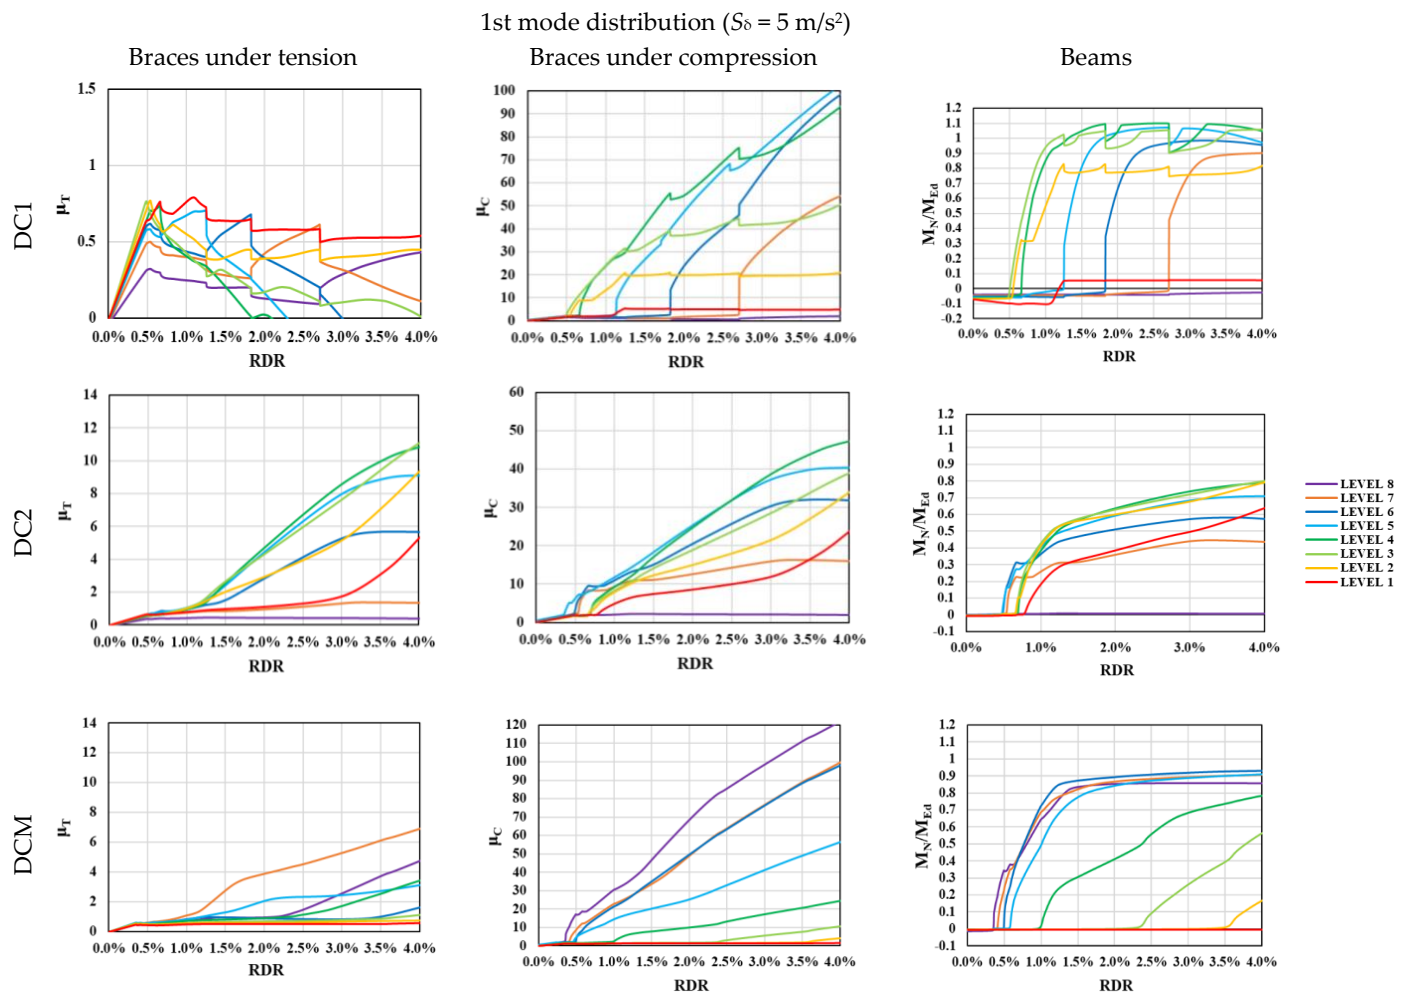 1st mode distribution (Sδ = 5 m/s²)
Braces under tension
Braces under compression
Beams
DC1
1.5
1
0.5
0
μT
0.0% 0.5% 1.0% 1.5% 2.0% 2.5% 3.0% 3.5% 4.0%
RDR
100
90
80
70
60
50
40
30
20
10
0
μC
0.0% 0.5% 1.0% 1.5% 2.0% 2.5% 3.0% 3.5% 4.0%
RDR
1.2
1.1
1
0.9
0.8
0.7
0.6
0.5
0.4
0.3
0.2
0.1
0
-0.1
-0.2
MN/MEd
0.0% 0.5% 1.0% 1.5% 2.0% 2.5% 3.0% 3.5% 4.0%
RDR
DC2
14
12
10
8
6
4
2
0
μT
0.0% 0.5% 1.0% 1.5% 2.0% 2.5% 3.0% 3.5% 4.0%
RDR
60
50
40
30
20
10
0
μC
0.0% 0.5% 1.0% 1.5% 2.0% 2.5% 3.0% 3.5% 4.0%
RDR
1.2
1.1
1
0.9
0.8
0.7
0.6
0.5
0.4
0.3
0.2
0.1
0
-0.1
MN/MEd
0.0% 1.0% 2.0% 3.0% 4.0%
RDR
LEVEL 8
LEVEL 7
LEVEL 6
LEVEL 5
LEVEL 4
LEVEL 3
LEVEL 2
LEVEL 1
DCM
14
12
10
8
6
4
2
0
μT
0.0% 0.5% 1.0% 1.5% 2.0% 2.5% 3.0% 3.5% 4.0%
RDR
120
110
100
90
80
70
60
50
40
30
20
10
0
μC
0.0% 0.5% 1.0% 1.5% 2.0% 2.5% 3.0% 3.5% 4.0%
RDR
1.2
1.1
1
0.9
0.8
0.7
0.6
0.5
0.4
0.3
0.2
0.1
0
-0.1
MN/MEd
0.0% 0.5% 1.0% 1.5% 2.0% 2.5% 3.0% 3.5% 4.0%
RDR